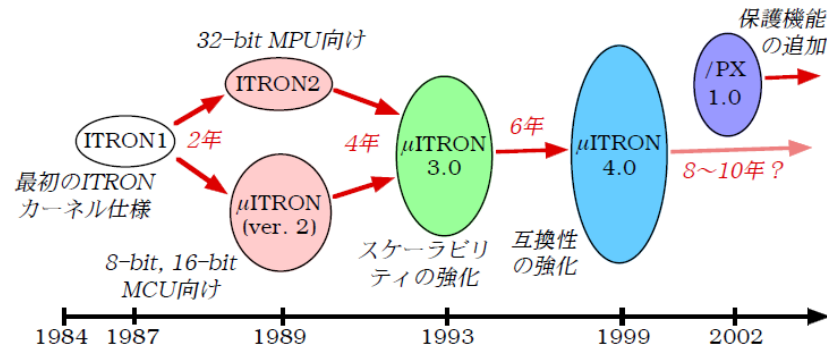 32-bit MPU向け
保護機能
の追加
ITRON2
/PX
1.0
ITRON1
2年
4年
6年
μITRON
3.0
μITRON
4.0
8～10年？
最初のITRON
カーネル仕様
μITRON
(ver. 2)
スケーラビリ
ティの強化
互換性
の強化
8-bit, 16-bit
MCU向け
1984
1987
1989
1993
1999
2002